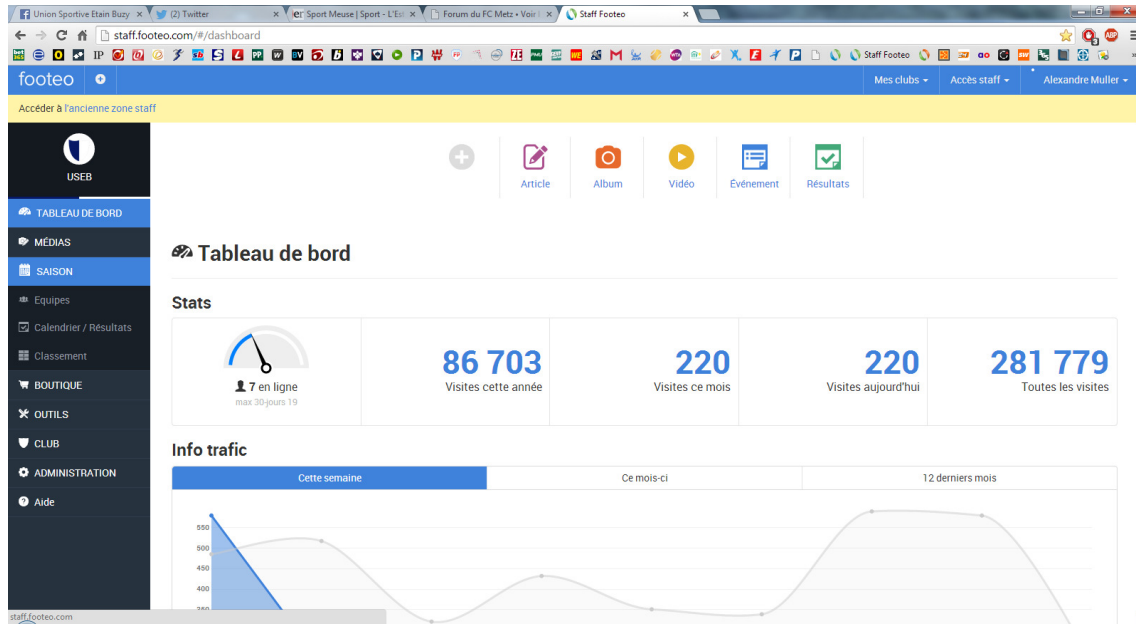 Union Sportive Etain Buzy
(2) Twitter
Sport Meuse | Sport - L'Es
Forum du FC Metz • Voir l
Staff Footeo
staff.footeo.com/#/dashboard
Staff Footeo
footeo
Mes clubs
Accès staff
Alexandre Muller
Accéder à l'ancienne zone staff
USEB
Article
Album
Vidéo
Événement
Résultats
TABLEAU DE BORD
MÉDIAS
SAISON
Equipes
Calendrier / Résultats
Classement
BOUTIQUE
OUTILS
CLUB
ADMINISTRATION
Aide
Tableau de bord
Stats
7 en ligne
max 30-jours 19
86 703
Visites cette année
220
Visites ce mois
220
Visites aujourd'hui
281 779
Toutes les visites
Info trafic
Cette semaine
Ce mois-ci
12 derniers mois
550
500
450
400
350
staff.footeo.com